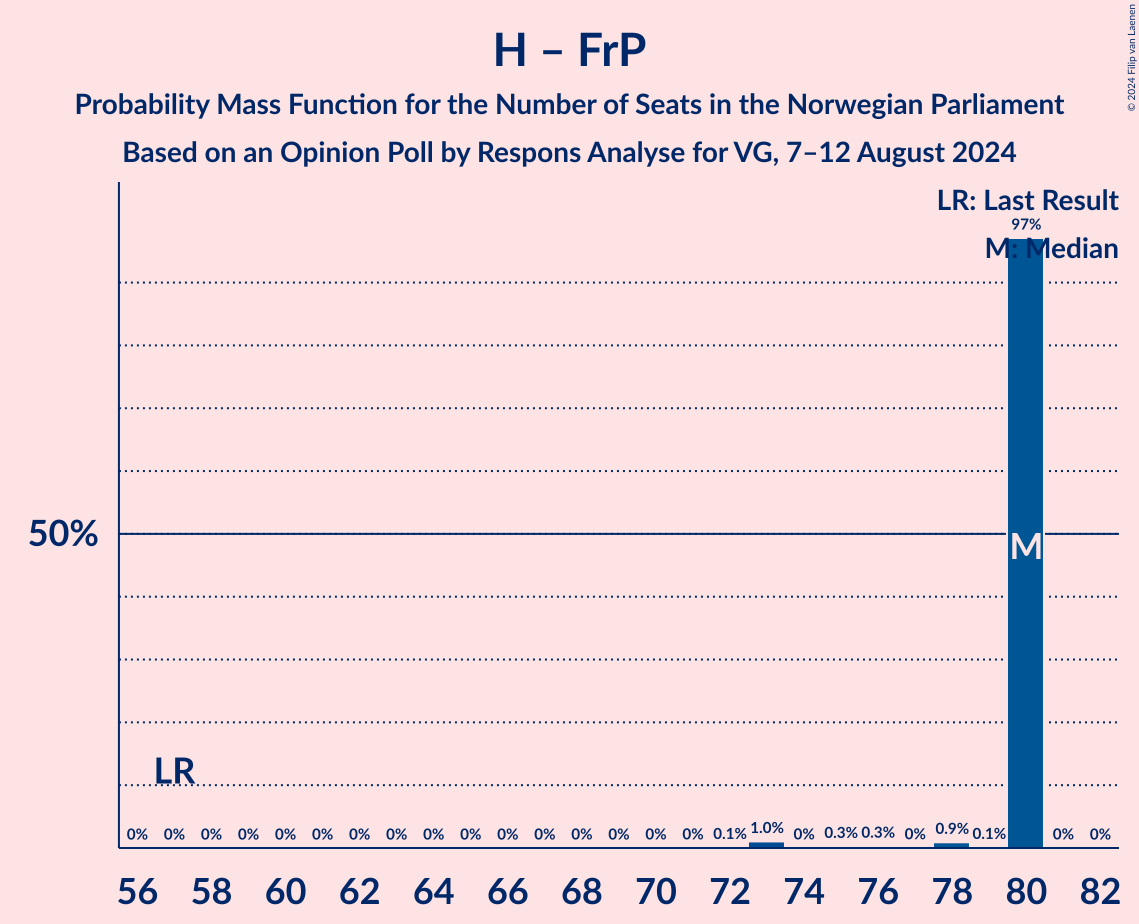 H – FrP
Probability Mass Function for the Number of Seats in the Norwegian Parliament
Based on an Opinion Poll by Respons Analyse for VG, 7–12 August 2024
© 2024 Filip van Laenen
LR: Last Result
97%
M: Median
50%
M
LR
0% 0% 0% 0% 0% 0% 0% 0% 0% 0% 0% 0% 0% 0% 0% 0% 0.1% 1.0% 0% 0.3% 0.3% 0% 0.9% 0.1% 0% 0%
56 58 60 62 64 66 68 70 72 74 76 78 80 82